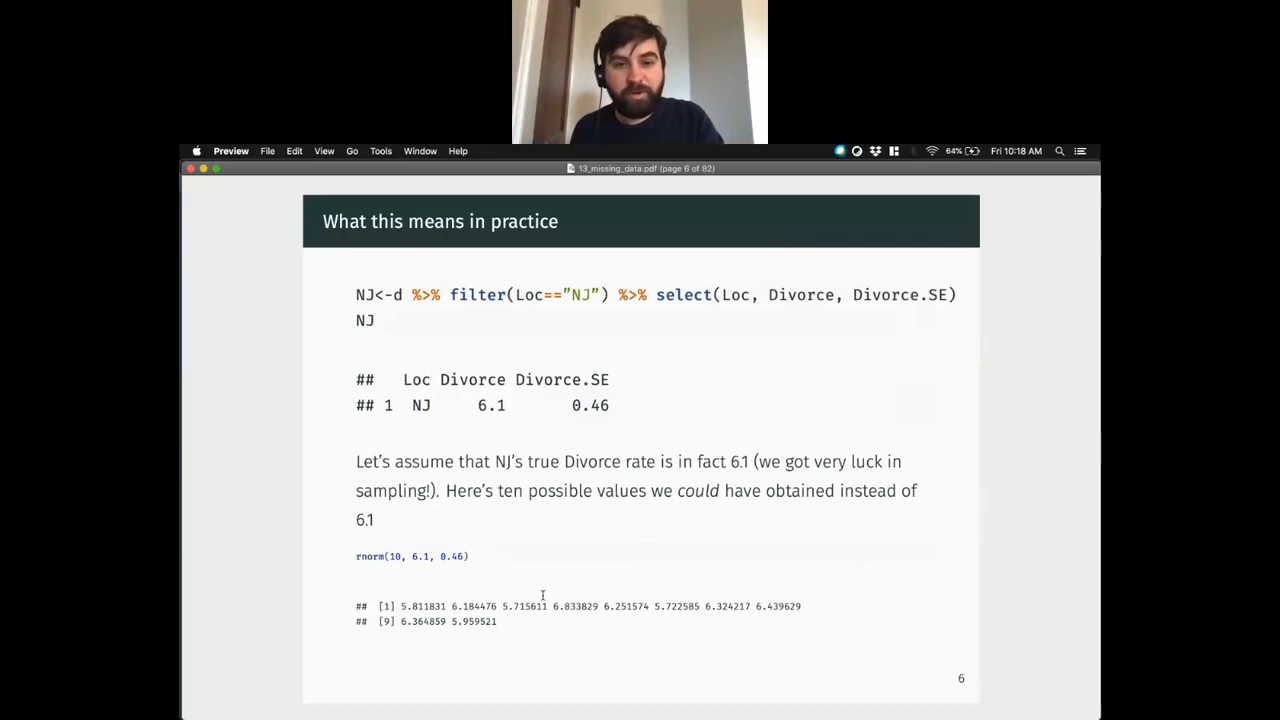 Preview File Edit View Go Tools Window Help 64% Fri 10:18 AM
13_missing_data.pdf (page 6 of 82)
What this means in practice
NJ<-d %>% filter(Loc=="NJ") %>% select(Loc, Divorce, Divorce.SE)
NJ
## Loc Divorce Divorce.SE
## 1 NJ 6.1 0.46
Let's assume that NJ's true Divorce rate is in fact 6.1 (we got very luck in
sampling!). Here's ten possible values we could have obtained instead of
6.1
rnorm(10, 6.1, 0.46)
## [1] 5.811831 6.184476 5.715611 6.833829 6.251574 5.722585 6.324217 6.439629
## [9] 6.364859 5.959521
6